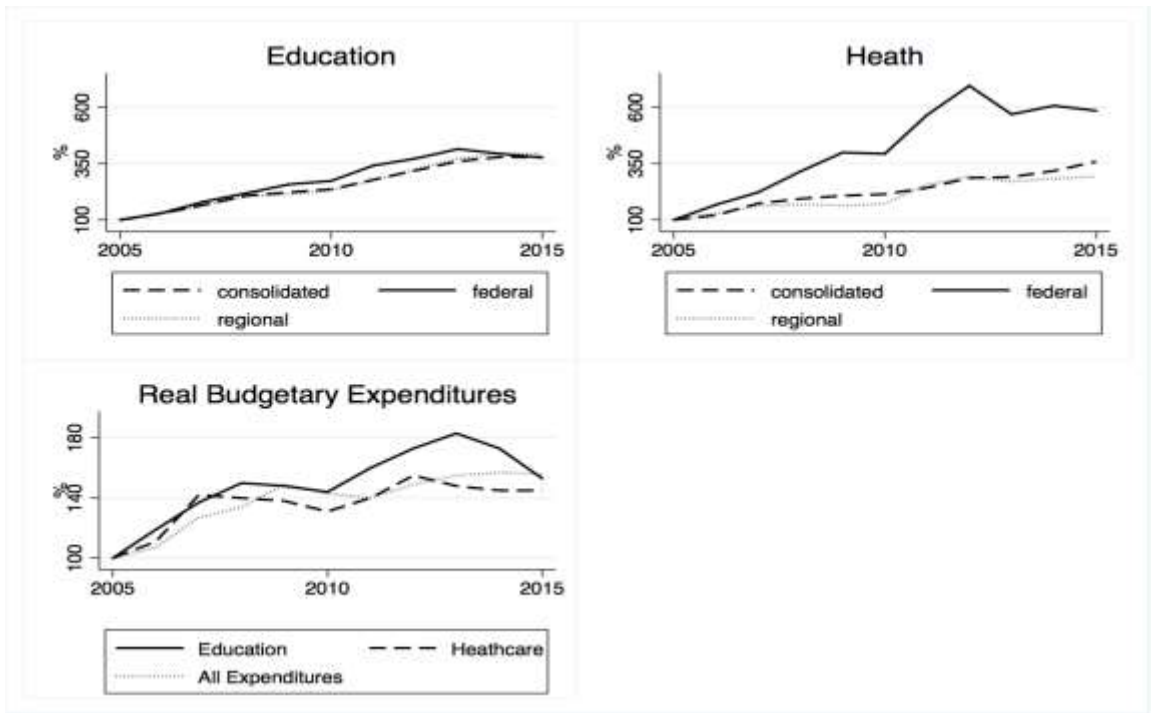 Education
600
350
100
%
2005 2010 2015
consolidated federal
regional
Heath
600
350
100
%
2005 2010 2015
consolidated federal
regional
Real Budgetary Expenditures
180
140
100
%
2005 2010 2015
Education Heathcare
All Expenditures